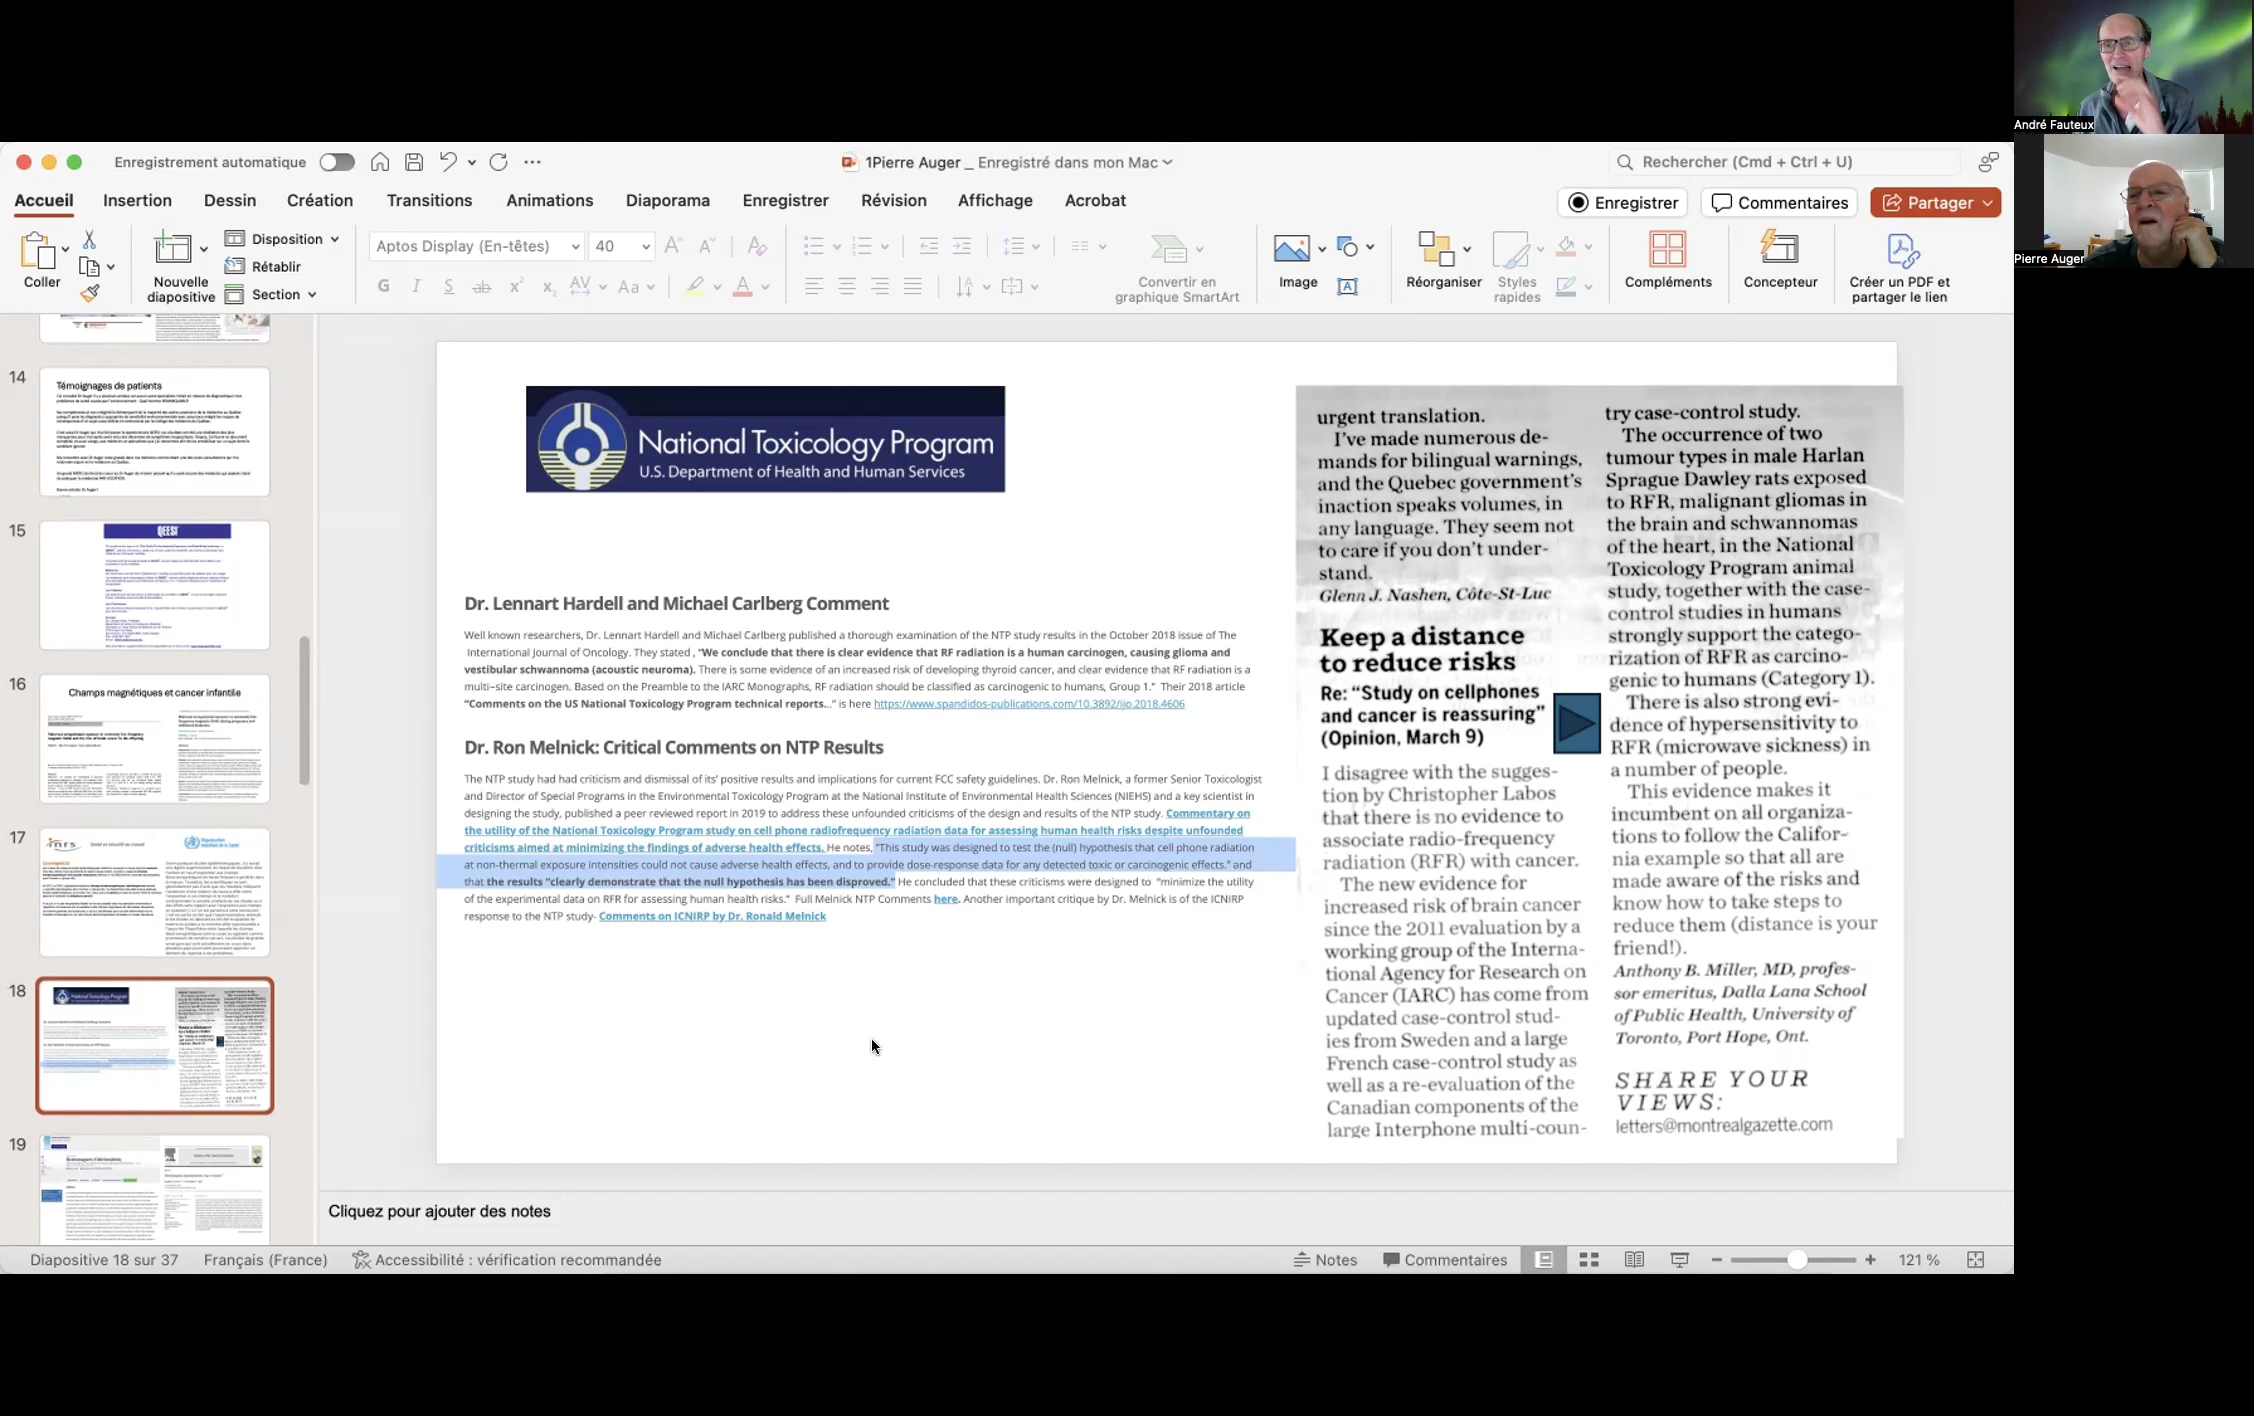 André Fauteux
Pierre Auger
Enregistrement automatique
1Pierre Auger _ Enregistré dans mon Mac
Rechercher (Cmd + Ctrl + U)
Accueil Insertion Dessin Création Transitions Animations Diaporama Enregistrer Révision Affichage Acrobat
Enregistrer Commentaires Partager
Coller
Nouvelle diapositive
Disposition
Rétablir
Section
Aptos Display (En-têtes) 40
G I S ab x² x₂ AV Aa A
Convertir en graphique SmartArt
Image
Réorganiser
Styles rapides
Compléments
Concepteur
Créer un PDF et partager le lien
14
Témoignages de patients
15
QEESI
16
Champs magnétiques et cancer infantile
17
inrs
18
19
National Toxicology Program
U.S. Department of Health and Human Services
Dr. Lennart Hardell and Michael Carlberg Comment
Well known researchers, Dr. Lennart Hardell and Michael Carlberg published a thorough examination of the NTP study results in the October 2018 issue of The
International Journal of Oncology. They stated , "We conclude that there is clear evidence that RF radiation is a human carcinogen, causing glioma and
vestibular schwannoma (acoustic neuroma). There is some evidence of an increased risk of developing thyroid cancer, and clear evidence that RF radiation is a
multi-site carcinogen. Based on the Preamble to the IARC Monographs, RF radiation should be classified as carcinogenic to humans, Group 1." Their 2018 article
"Comments on the US National Toxicology Program technical reports..." is here https://www.spandidos-publications.com/10.3892/ijo.2018.4606
Dr. Ron Melnick: Critical Comments on NTP Results
The NTP study had had criticism and dismissal of its' positive results and implications for current FCC safety guidelines. Dr. Ron Melnick, a former Senior Toxicologist
and Director of Special Programs in the Environmental Toxicology Program at the National Institute of Environmental Health Sciences (NIEHS) and a key scientist in
designing the study, published a peer reviewed report in 2019 to address these unfounded criticisms of the design and results of the NTP study. Commentary on
the utility of the National Toxicology Program study on cell phone radiofrequency radiation data for assessing human health risks despite unfounded
criticisms aimed at minimizing the findings of adverse health effects. He notes, "This study was designed to test the (null) hypothesis that cell phone radiation
at non-thermal exposure intensities could not cause adverse health effects, and to provide dose-response data for any detected toxic or carcinogenic effects." and
that the results "clearly demonstrate that the null hypothesis has been disproved." He concluded that these criticisms were designed to "minimize the utility
of the experimental data on RFR for assessing human health risks." Full Melnick NTP Comments here. Another important critique by Dr. Melnick is of the ICNIRP
response to the NTP study- Comments on ICNIRP by Dr. Ronald Melnick
urgent translation.
I've made numerous de-
mands for bilingual warnings,
and the Quebec government's
inaction speaks volumes, in
any language. They seem not
to care if you don't under-
stand.
Glenn J. Nashen, Côte-St-Luc
Keep a distance
to reduce risks
Re: "Study on cellphones
and cancer is reassuring"
(Opinion, March 9)
I disagree with the sugges-
tion by Christopher Labos
that there is no evidence to
associate radio-frequency
radiation (RFR) with cancer.
The new evidence for
increased risk of brain cancer
since the 2011 evaluation by a
working group of the Interna-
tional Agency for Research on
Cancer (IARC) has come from
updated case-control stud-
ies from Sweden and a large
French case-control study as
well as a re-evaluation of the
Canadian components of the
large Interphone multi-coun-
try case-control study.
The occurrence of two
tumour types in male Harlan
Sprague Dawley rats exposed
to RFR, malignant gliomas in
the brain and schwannomas
of the heart, in the National
Toxicology Program animal
study, together with the case-
control studies in humans
strongly support the catego-
rization of RFR as carcino-
genic to humans (Category 1).
There is also strong evi-
dence of hypersensitivity to
RFR (microwave sickness) in
a number of people.
This evidence makes it
incumbent on all organiza-
tions to follow the Califor-
nia example so that all are
made aware of the risks and
know how to take steps to
reduce them (distance is your
friend!).
Anthony B. Miller, MD, profes-
sor emeritus, Dalla Lana School
of Public Health, University of
Toronto, Port Hope, Ont.
SHARE YOUR
VIEWS:
letters@montrealgazette.com
Cliquez pour ajouter des notes
Diapositive 18 sur 37 Français (France) Accessibilité : vérification recommandée
Notes Commentaires 121 %